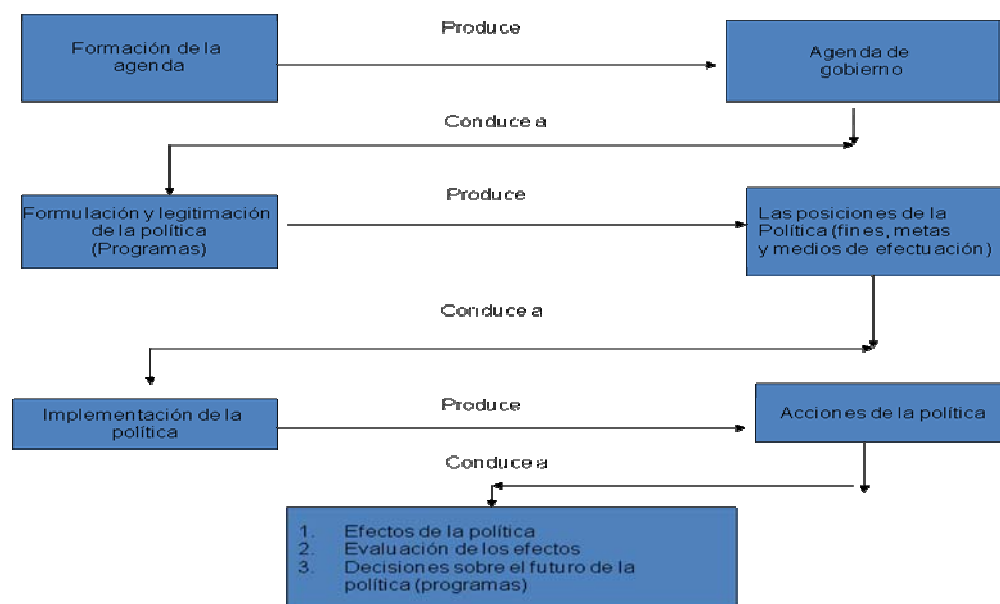 Produce
Formación de la
agenda
Agenda de
gobierno
Conduce a
Produce
Formulación y legitimación
de la política
(Programas)
Las posiciones de la
Política (fines, metas
y medios de efectuación)
Conduce a
Produce
Implementación de la
política
Acciones de la política
Conduce a
1. Efectos de la política
2. Evaluación de los efectos
3. Decisiones sobre el futuro de la
política (programas)